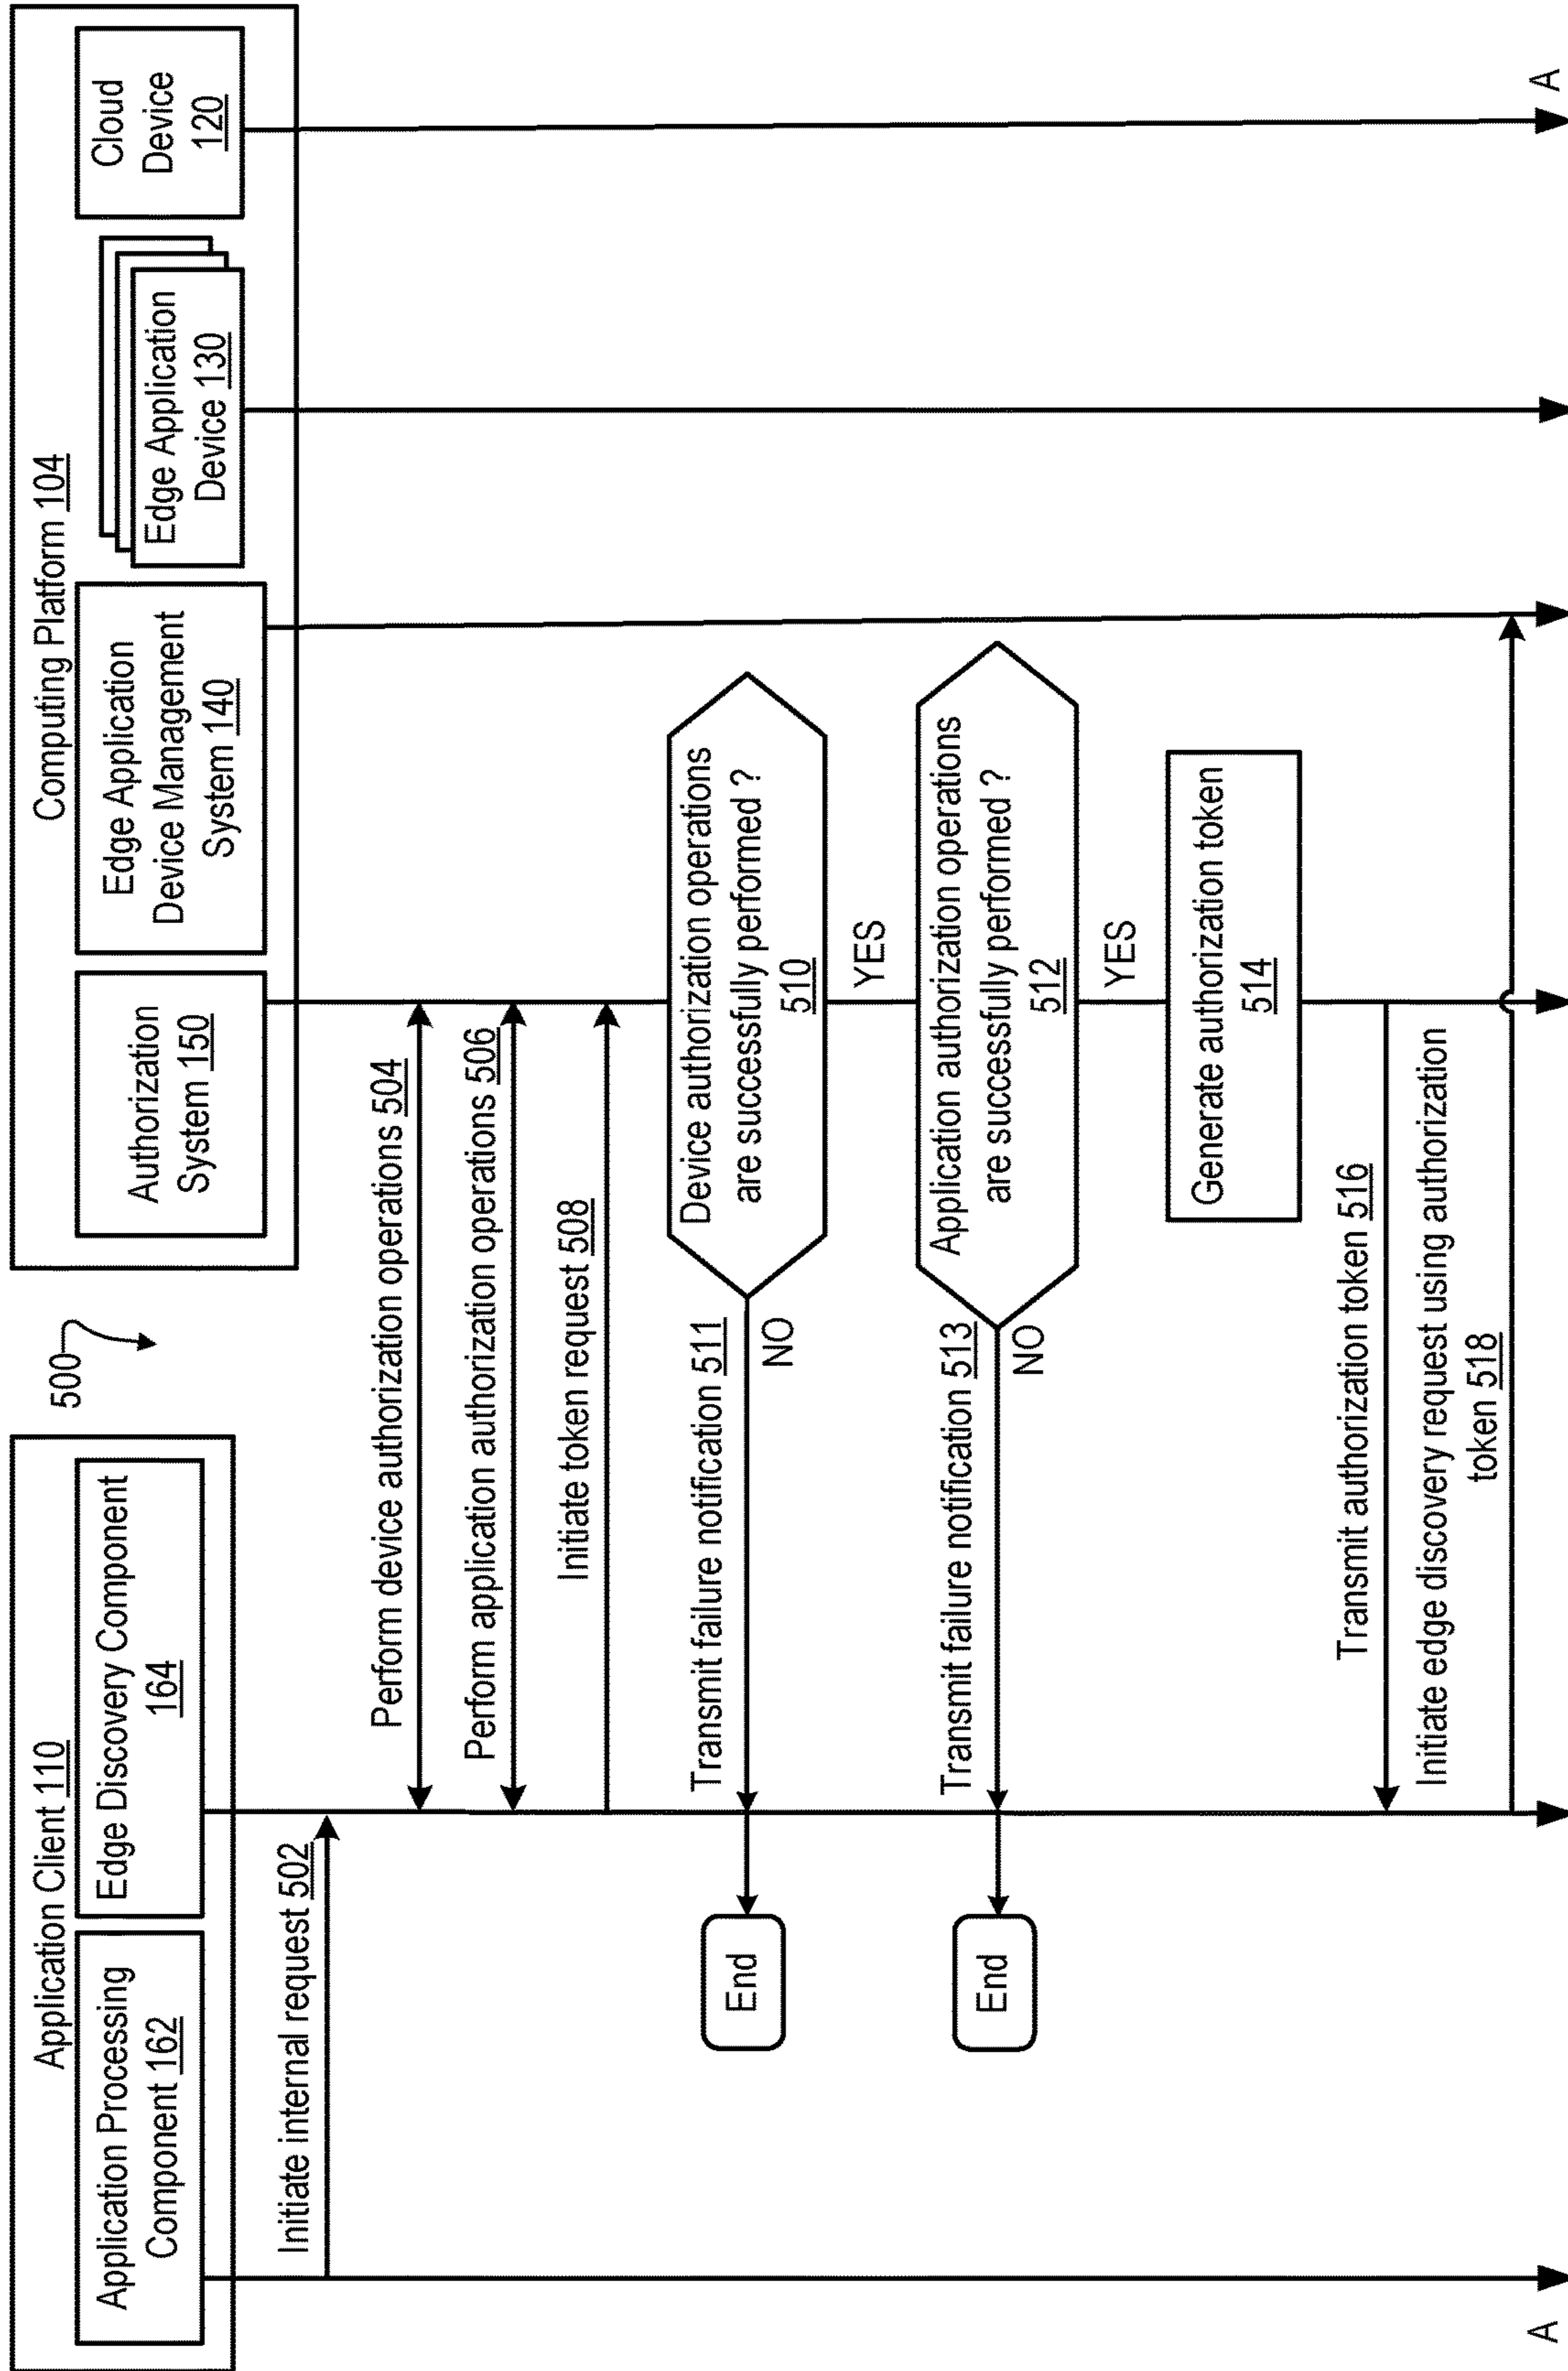 Application Client 110
Application Processing
Component 162
Edge Discovery Component
164
500
Computing Platform 104
Authorization
System 150
Edge Application
Device Management
System 140
Edge Application
Device 130
Cloud
Device
120
Initiate internal request 502
Perform device authorization operations 504
Perform application authorization operations 506
Initiate token request 508
Device authorization operations
are successfully performed ?
510
Transmit failure notification 511
NO
End
YES
Application authorization operations
are successfully performed ?
512
Transmit failure notification 513
NO
End
YES
Generate authorization token
514
Transmit authorization token 516
Initiate edge discovery request using authorization
token 518
A
A